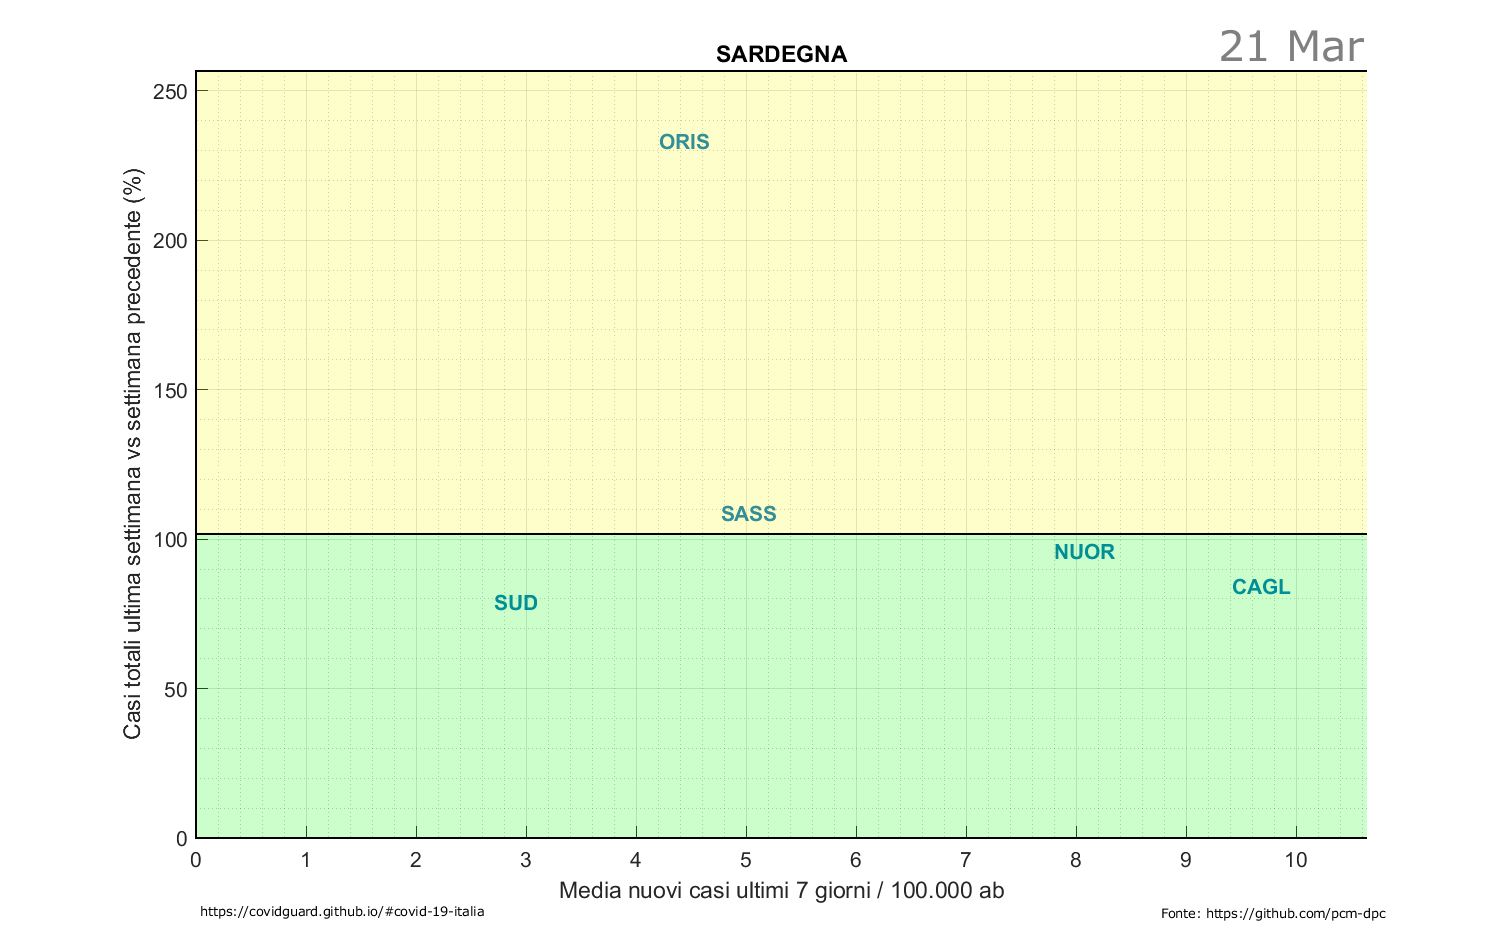 SARDEGNA
21 Mar
250
200
150
100
50
0
Casi totali ultima settimana vs settimana precedente (%)
ORIS
SASS
NUOR
CAGL
SUD
0 1 2 3 4 5 6 7 8 9 10
Media nuovi casi ultimi 7 giorni / 100.000 ab
https://covidguard.github.io/#covid-19-italia
Fonte: https://github.com/pcm-dpc